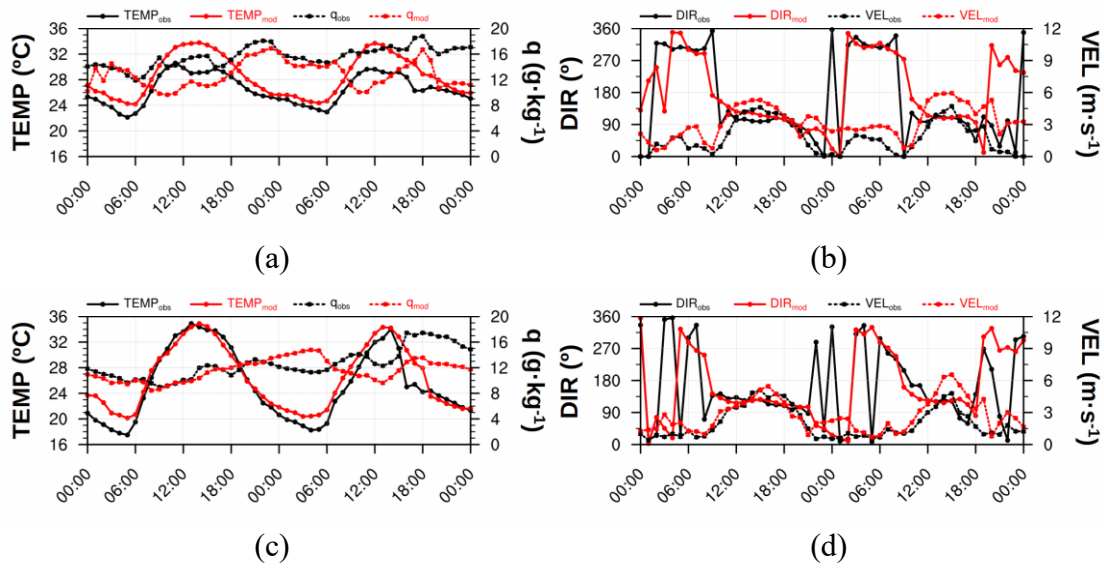 TEMPobs TEMPmod qobs qmod
DIRobs DIRmod VELobs VELmod
TEMP (ºC)
36
32
28
24
20
16
20
16
12
8
4
0
q (g·kg-1)
00:00 06:00 12:00 18:00 00:00 06:00 12:00 18:00 00:00
DIR (°)
360
270
180
90
0
12
10
8
6
4
3
0
VEL (m·s-1)
00:00 06:00 12:00 18:00 00:00 06:00 12:00 18:00 00:00
(a)
(b)
TEMPobs TEMPmod qobs qmod
DIRobs DIRmod VELobs VELmod
TEMP (ºC)
36
32
28
24
20
16
20
16
12
8
4
0
q (g·kg-1)
00:00 06:00 12:00 18:00 00:00 06:00 12:00 18:00 00:00
DIR (°)
360
270
180
90
0
12
9
6
3
0
VEL (m·s-1)
00:00 06:00 12:00 18:00 00:00 06:00 12:00 18:00 00:00
(c)
(d)